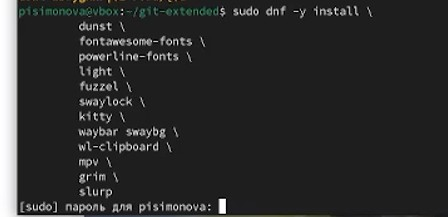 pisimonova@vbox:~/git-extended$ sudo dnf -y install \
dunst \
fontawesome-fonts \
powerline-fonts \
light \
fuzzel \
swaylock \
kitty \
waybar swaybg \
wl-clipboard \
mpv \
grim \
slurp
[sudo] пароль для pisimonova: